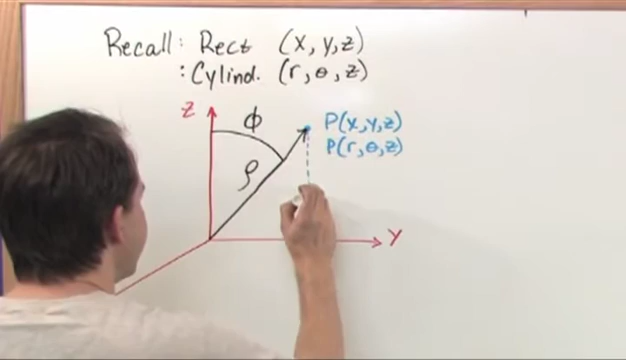 Recall: Rect (x, y, z)
: Cylind. (r, θ, z)
z
ϕ
P(x,y,z)
P(r, θ, z)
ρ
y